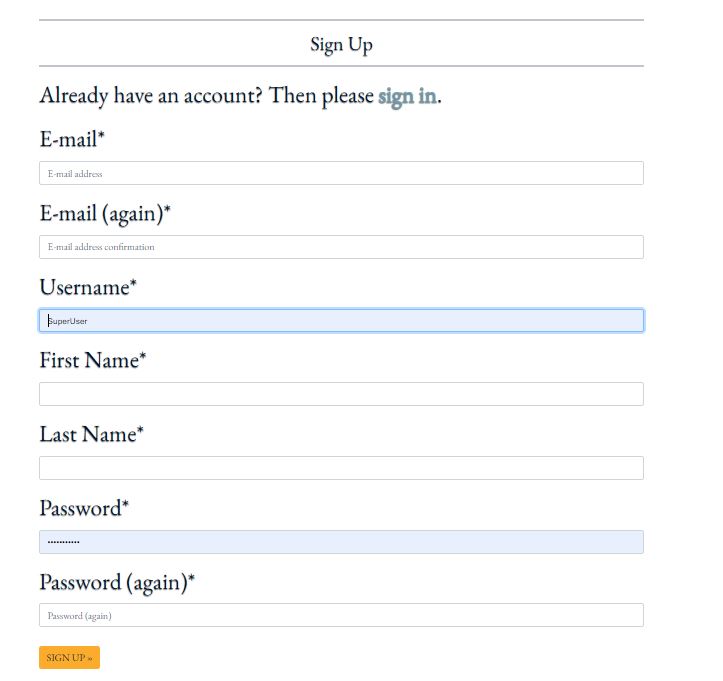 Sign Up
Already have an account? Then please sign in.
E-mail*
E-mail address
E-mail (again)*
E-mail address confirmation
Username*
SuperUser
First Name*
Last Name*
Password*
•••••••••••
Password (again)*
Password (again)
SIGN UP »